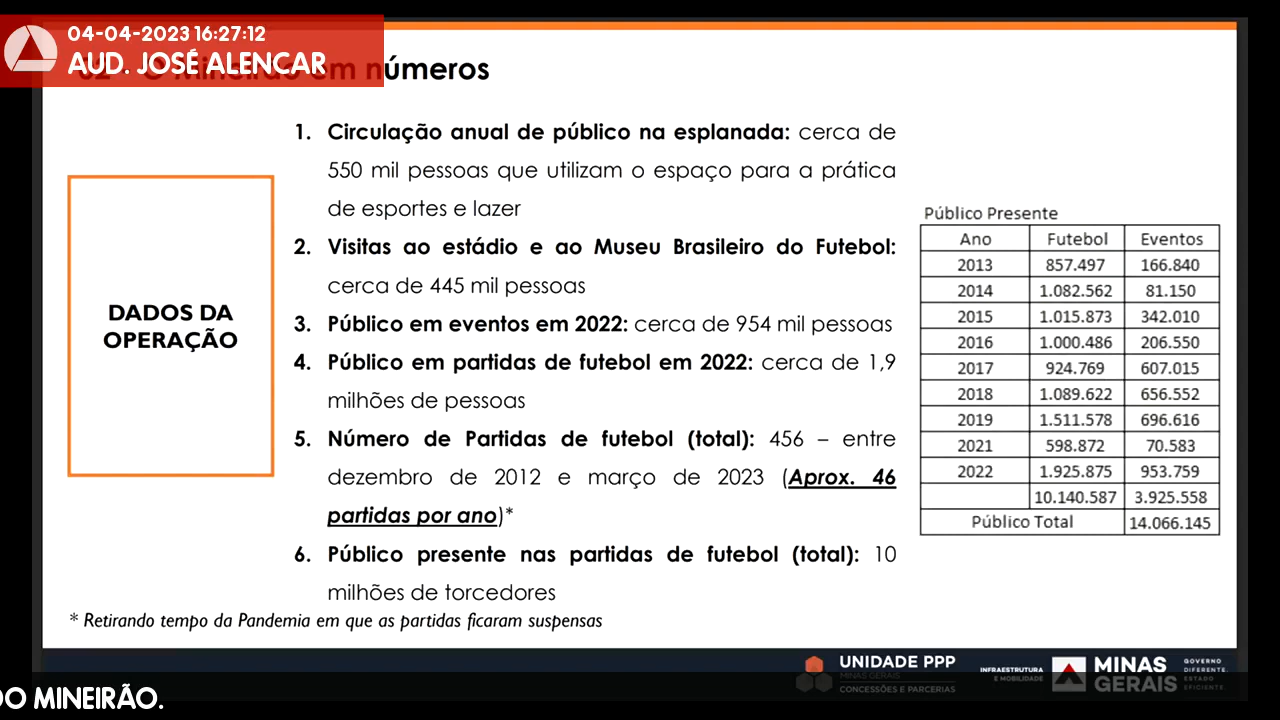 04-04-2023 16:27:12
AUD. JOSÉ ALENCAR
O Mineirão em números
1. Circulação anual de público na esplanada: cerca de
550 mil pessoas que utilizam o espaço para a prática
de esportes e lazer
2. Visitas ao estádio e ao Museu Brasileiro do Futebol:
cerca de 445 mil pessoas
3. Público em eventos em 2022: cerca de 954 mil pessoas
4. Público em partidas de futebol em 2022: cerca de 1,9
milhões de pessoas
5. Número de Partidas de futebol (total): 456 – entre
dezembro de 2012 e março de 2023 (Aprox. 46
partidas por ano)*
6. Público presente nas partidas de futebol (total): 10
milhões de torcedores
DADOS DA
OPERAÇÃO
Público Presente
Ano Futebol Eventos
2013 857.497 166.840
2014 1.082.562 81.150
2015 1.015.873 342.010
2016 1.000.486 206.550
2017 924.769 607.015
2018 1.089.622 656.552
2019 1.511.578 696.616
2021 598.872 70.583
2022 1.925.875 953.759
10.140.587 3.925.558
Público Total 14.066.145
* Retirando tempo da Pandemia em que as partidas ficaram suspensas
UNIDADE PPP
MINAS GERAIS
CONCESSÕES E PARCERIAS
INFRAESTRUTURA
E MOBILIDADE
MINAS
GERAIS
GOVERNO
DIFERENTE.
ESTADO
EFICIENTE.
DO MINEIRÃO.